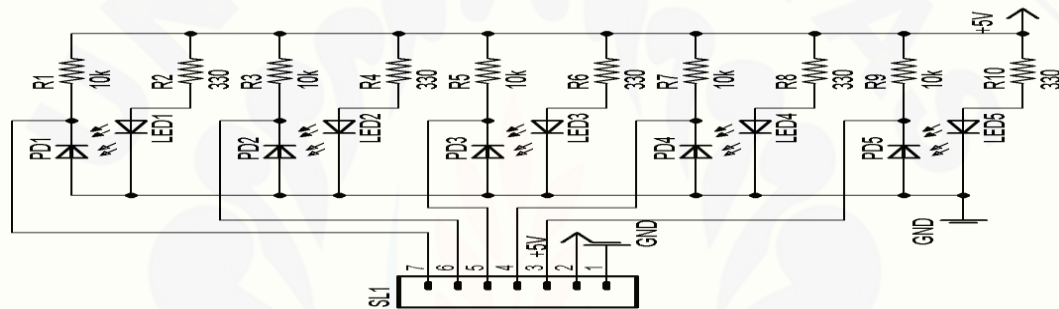 +5V
R1
10k
R2
330
R3
10k
R4
330
R5
10k
R6
330
R7
10k
R8
330
R9
10k
R10
330
PD1
LED1
PD2
LED2
PD3
LED3
PD4
LED4
PD5
LED5
GND
SL1
7
6
5
4
3
2
1
+5V
GND